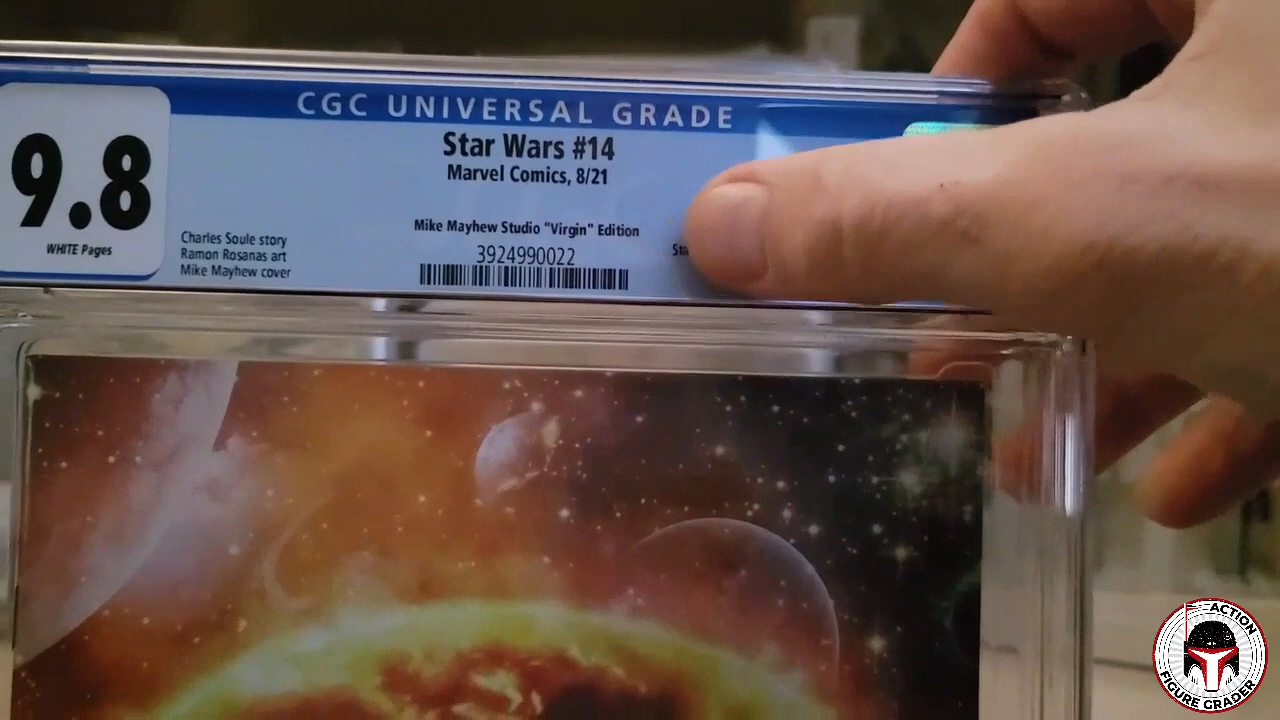 CGC UNIVERSAL GRADE
9.8
WHITE Pages
Star Wars #14
Marvel Comics, 8/21
Mike Mayhew Studio "Virgin" Edition
3924990022
Charles Soule story
Ramon Rosanas art
Mike Mayhew cover
ACTION
FIGURE CRADER